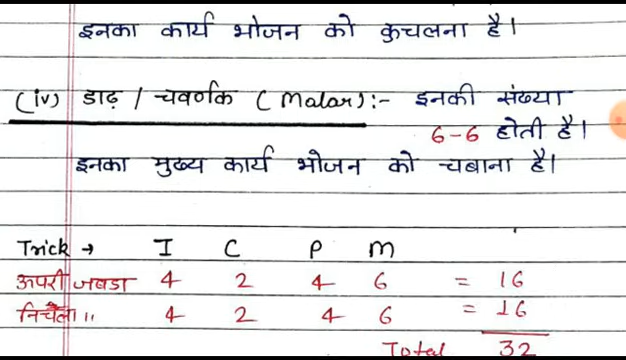 इनका कार्य भोजन को कुचलना है।
(iv) डाढ़ / चवर्णक (Malar):- इनकी संख्या
6-6 होती है।
इनका मुख्य कार्य भोजन को चबाना है।
Trick → I C P M
ऊपरी जबडा 4 2 4 6 = 16
निचला ,, 4 2 4 6 = 16
Total 32